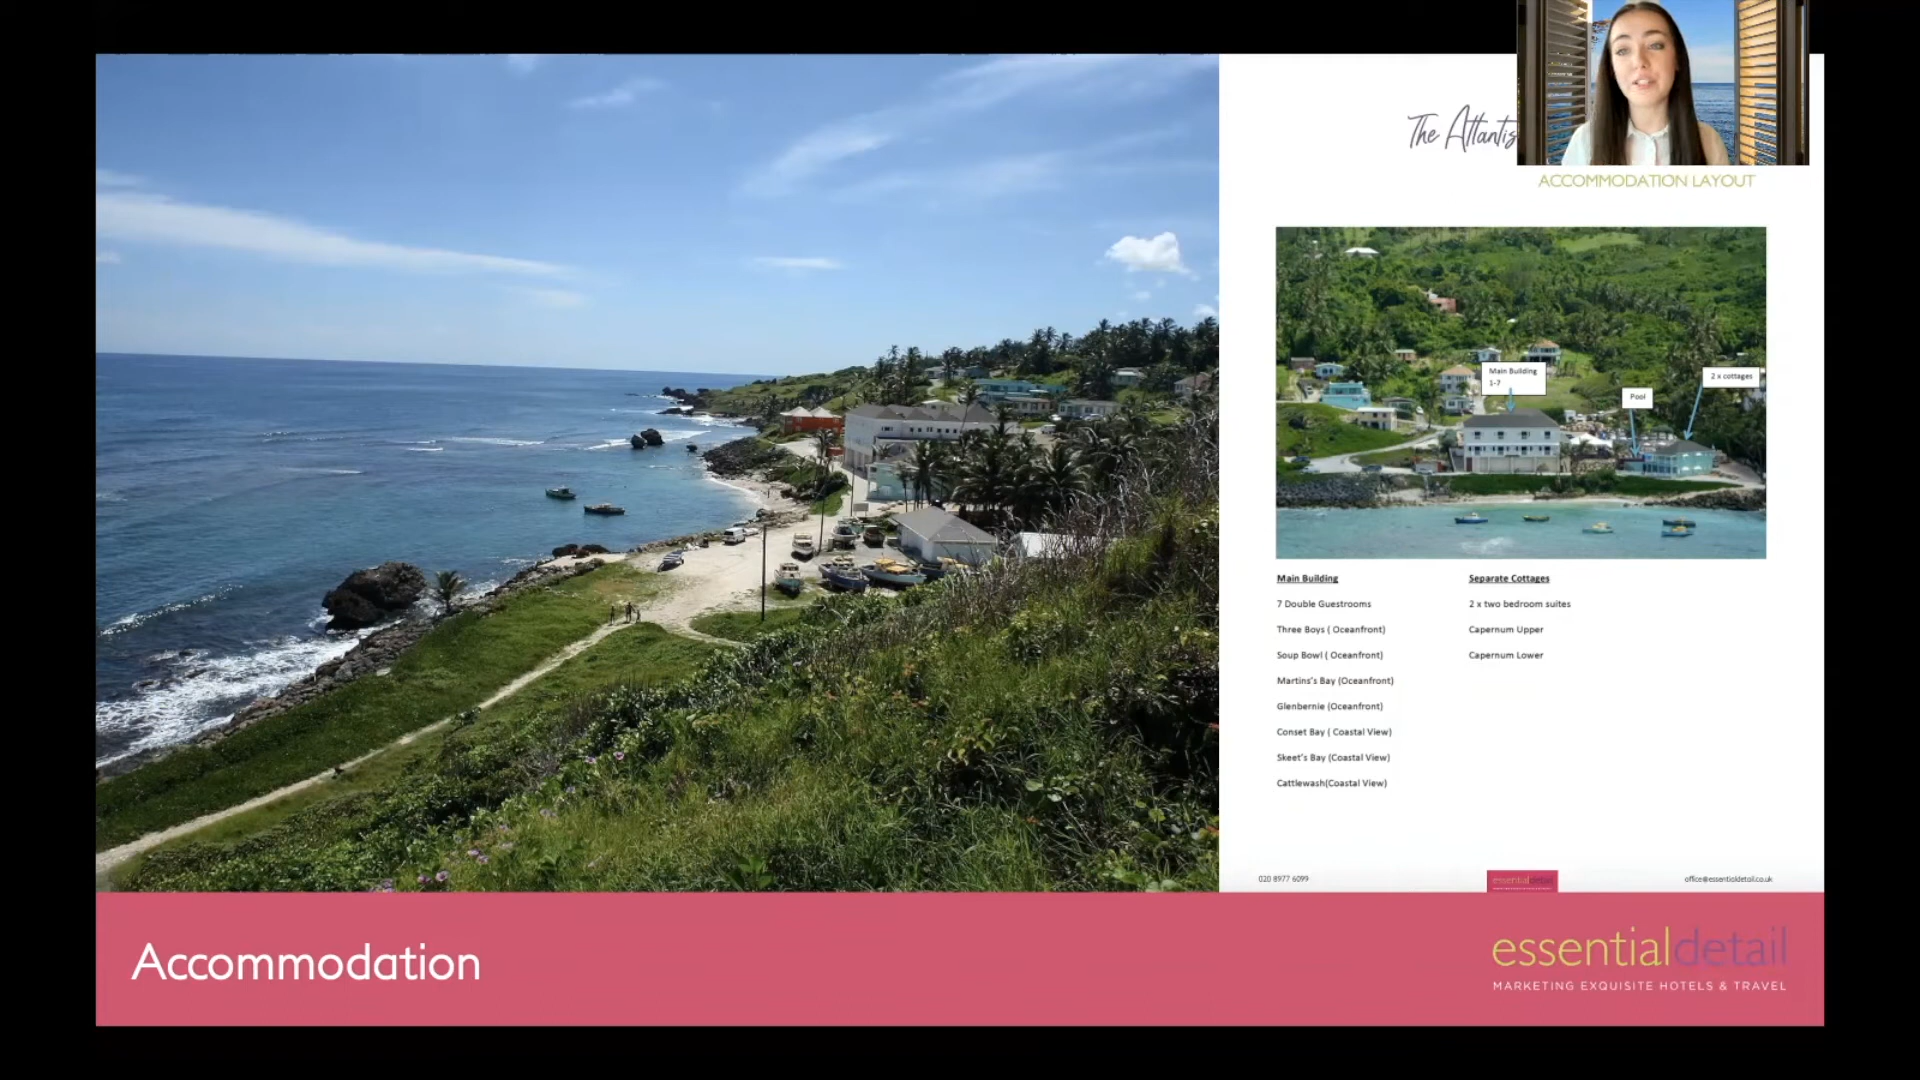 The Atlantis
ACCOMMODATION LAYOUT
Main Building
1-7
Pool
2 x cottages
Main Building
7 Double Guestrooms
Three Boys ( Oceanfront)
Soup Bowl ( Oceanfront)
Martins's Bay (Oceanfront)
Glenbernie (Oceanfront)
Conset Bay ( Coastal View)
Skeet's Bay (Coastal View)
Cattlewash(Coastal View)
Separate Cottages
2 x two bedroom suites
Capernum Upper
Capernum Lower
020 8977 6099
essentialdetail
office@essentialdetail.co.uk
Accommodation
essentialdetail
MARKETING EXQUISITE HOTELS & TRAVEL